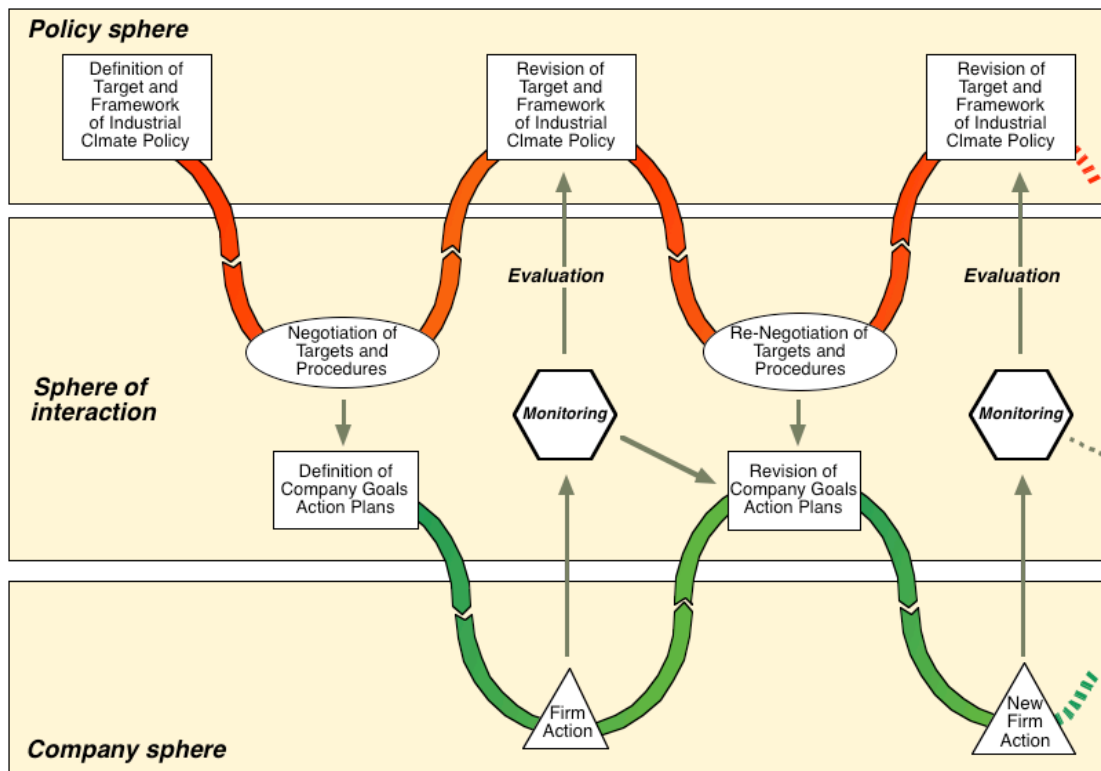 Policy sphere
Definition of
Target and
Framework
of Industrial
Clmate Policy
Revision of
Target and
Framework
of Industrial
Clmate Policy
Revision of
Target and
Framework
of Industrial
Clmate Policy
Evaluation
Evaluation
Negotiation of
Targets and
Procedures
Re-Negotiation of
Targets and
Procedures
Sphere of
interaction
Monitoring
Monitoring
Definition of
Company Goals
Action Plans
Revision of
Company Goals
Action Plans
Firm
Action
New
Firm
Action
Company sphere